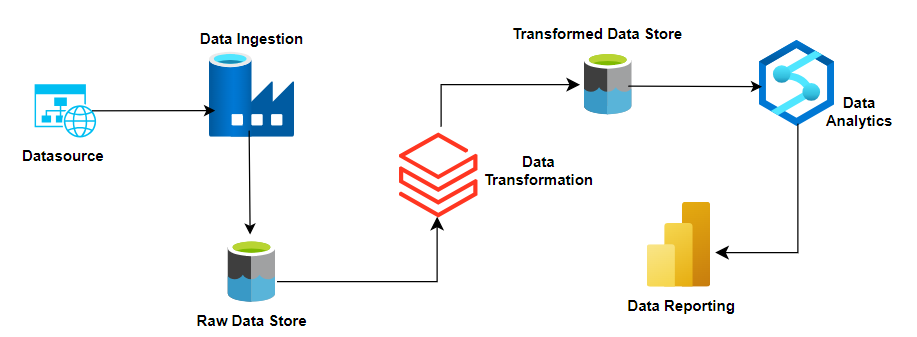 Datasource
Data Ingestion
Raw Data Store
Data
Transformation
Transformed Data Store
Data
Analytics
Data Reporting